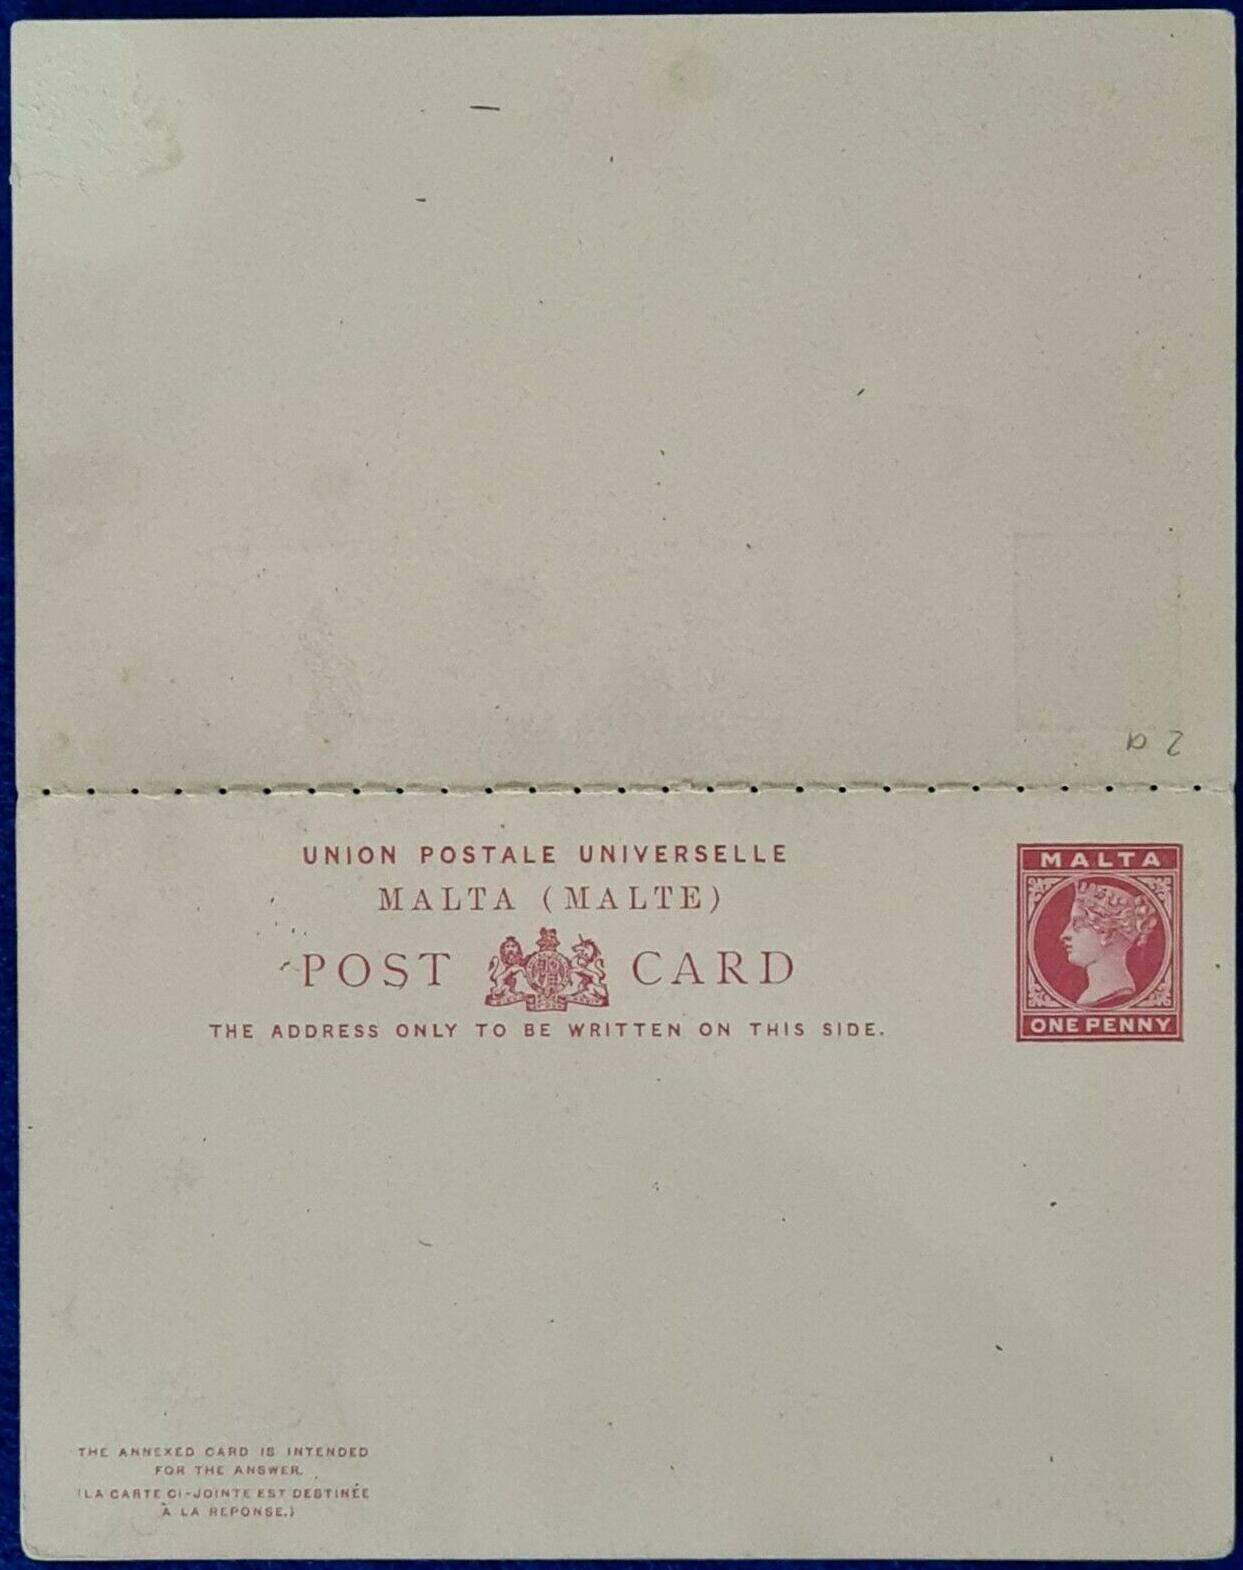 2a
UNION POSTALE UNIVERSELLE
MALTA (MALTE)
POST CARD
THE ADDRESS ONLY TO BE WRITTEN ON THIS SIDE.
MALTA
ONE PENNY
THE ANNEXED CARD IS INTENDED
FOR THE ANSWER.
(LA CARTE CI-JOINTE EST DESTINÉE
À LA REPONSE.)